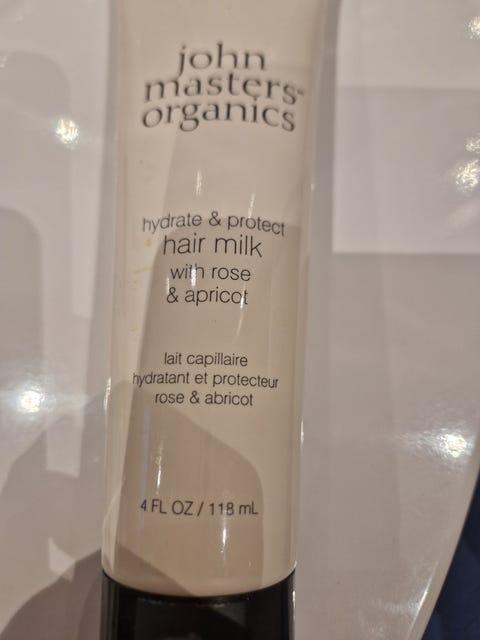 john
masters
organics
hydrate & protect
hair milk
with rose
& apricot
lait capillaire
hydratant et protecteur
rose & abricot
4 FL OZ / 118 mL